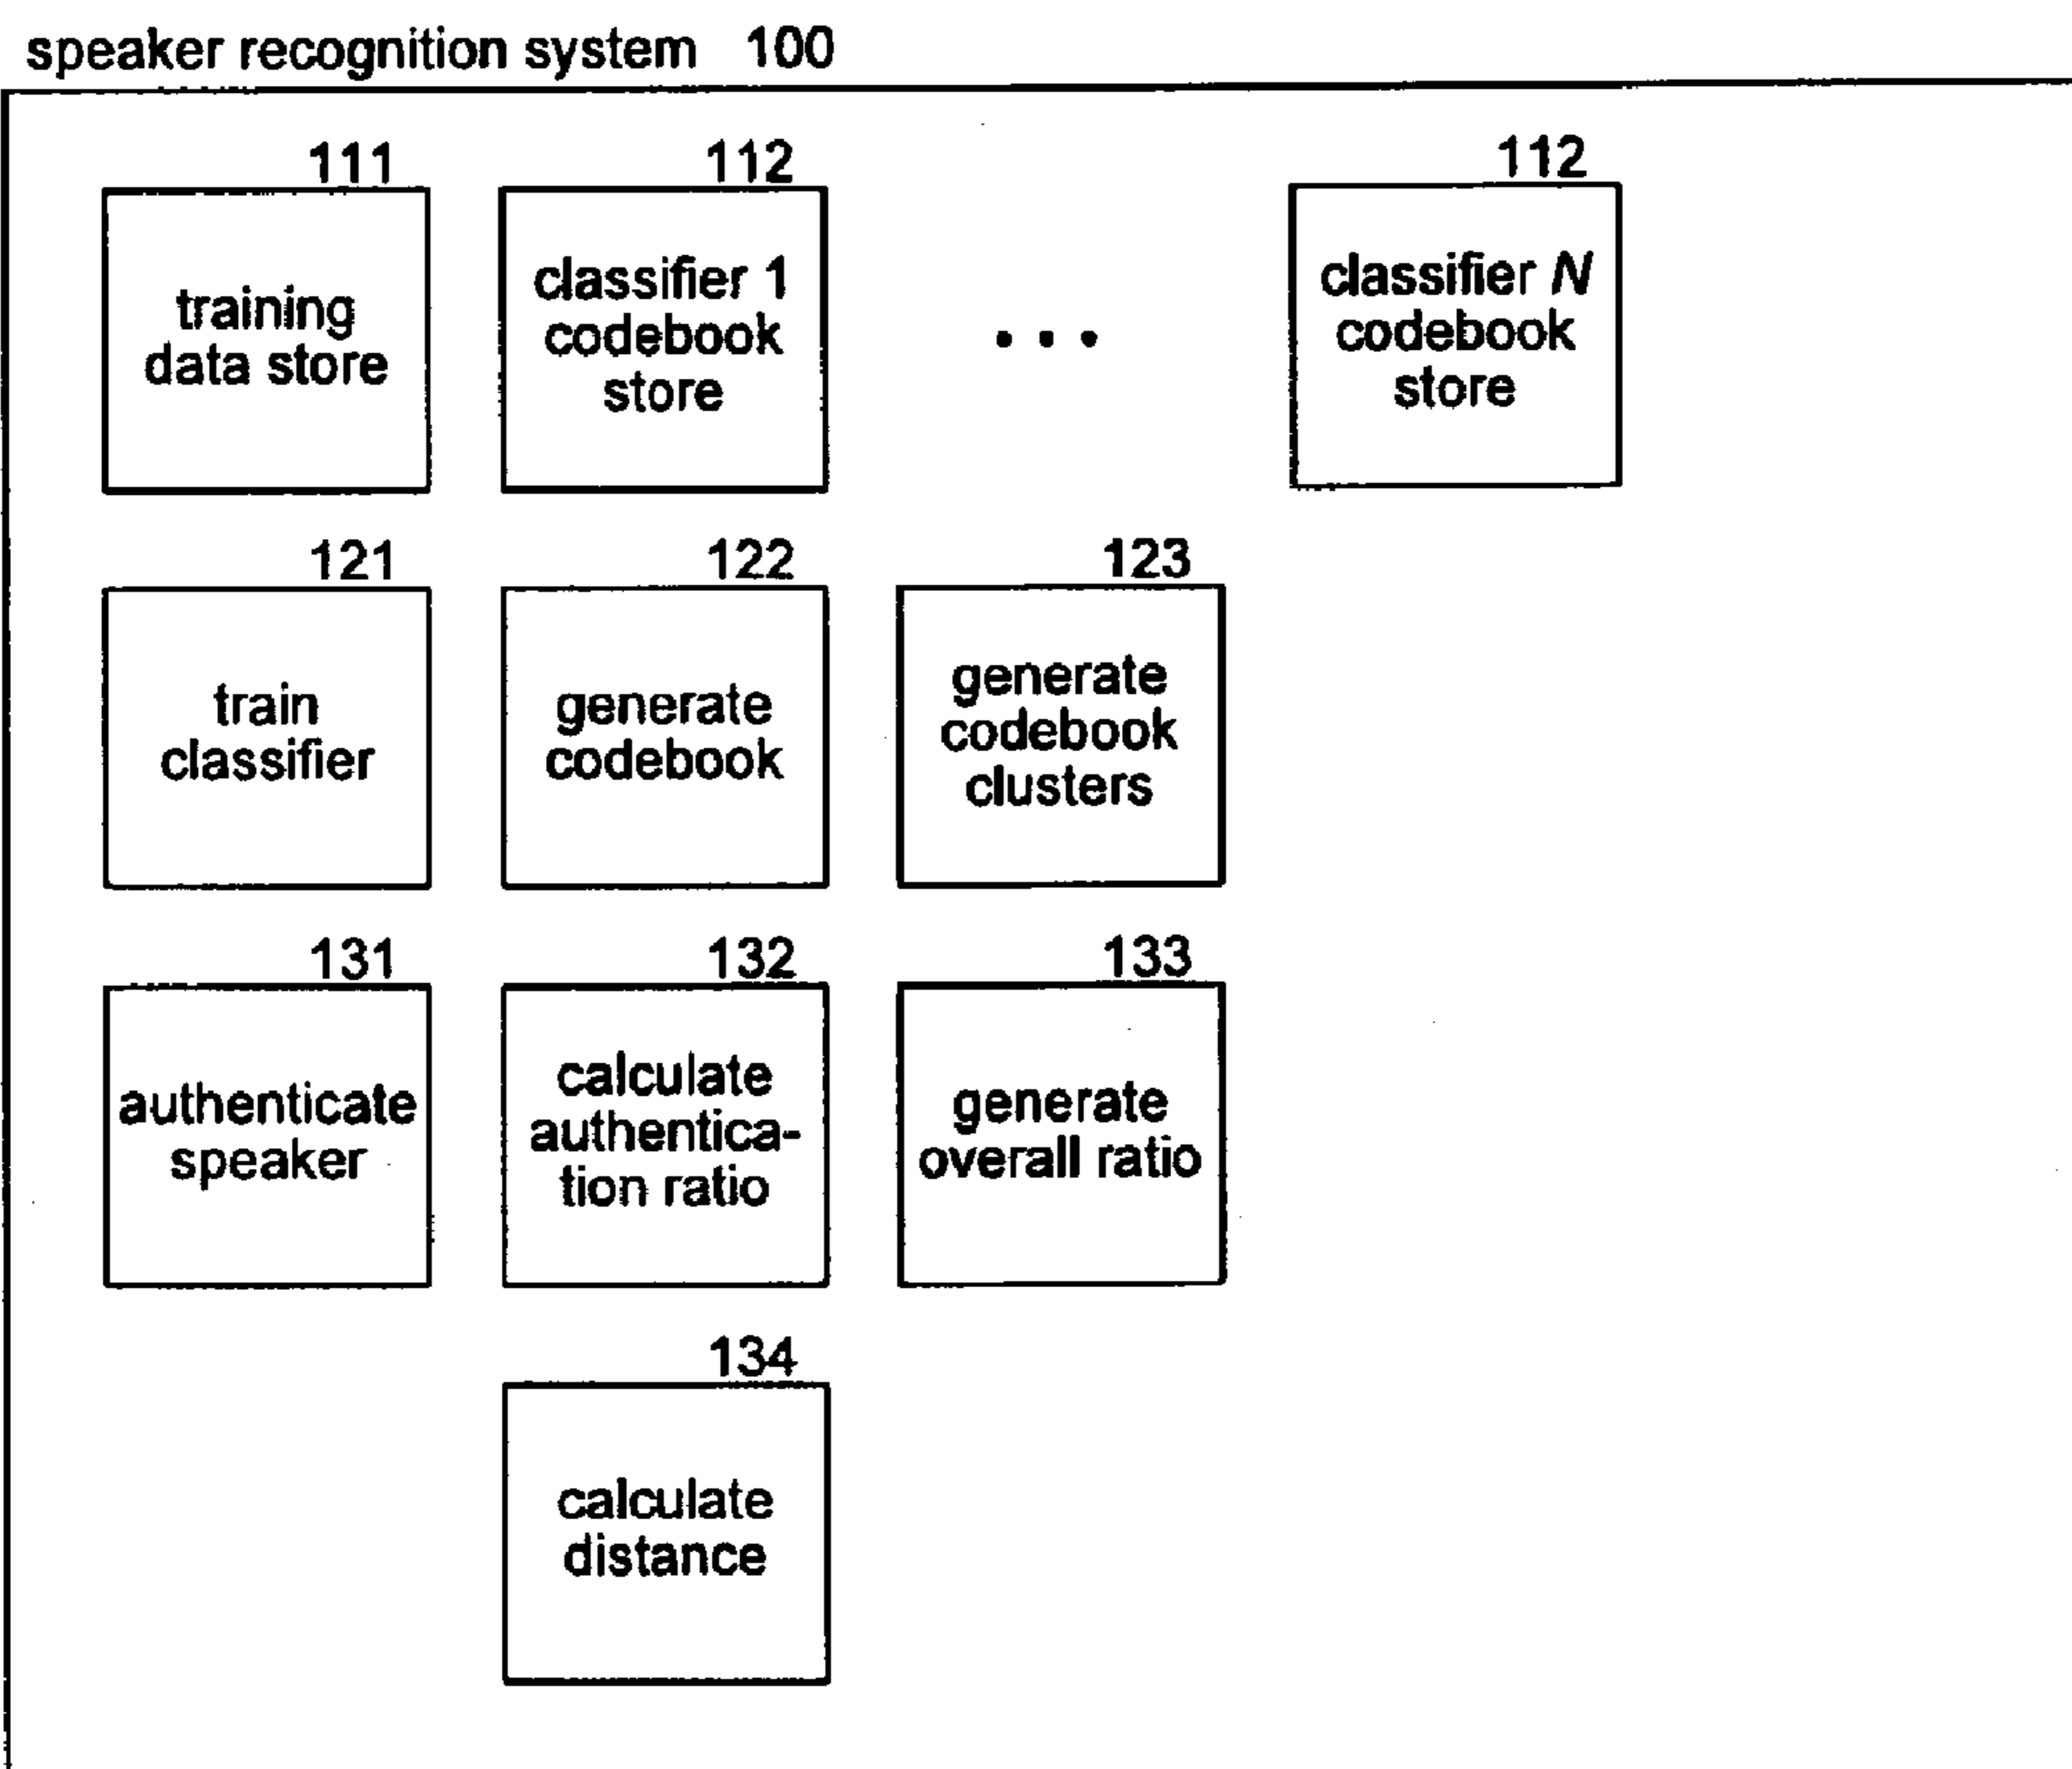 speaker recognition system 100
111
112
112
training
data store
classifier 1
codebook
store
...
classifier N
codebook
store
121
122
123
train
classifier
generate
codebook
generate
codebook
clusters
131
132
133
authenticate
speaker
calculate
authentica-
tion ratio
generate
overall ratio
134
calculate
distance